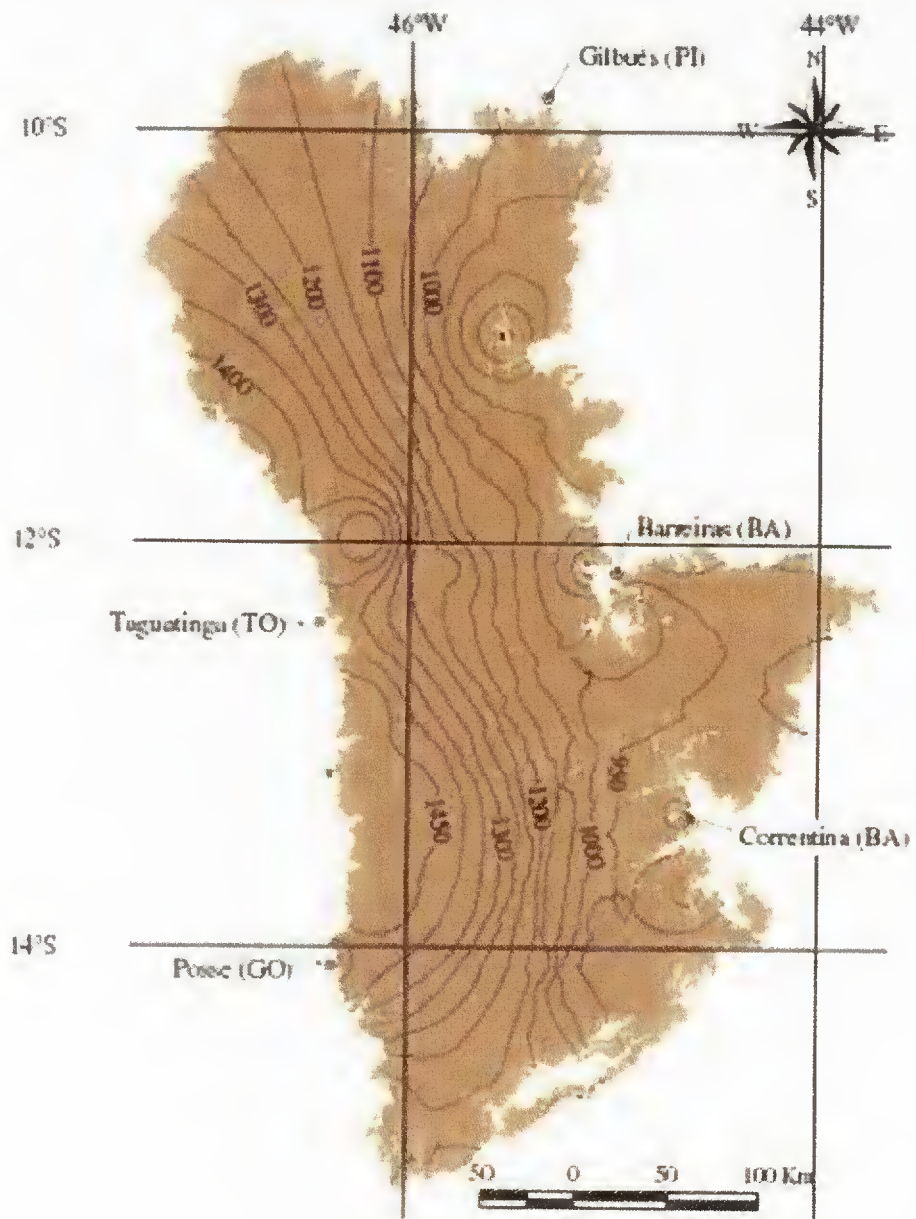 46°W 44°W
Gilbués (PI)
N
10°S
W E
S
1100
1200
1000
1300
1400
12°S
Barreiras (BA)
Taguatinga (TO)
980
1450
1300
1200
1000
Correntina (BA)
14°S
Posse (GO)
50 0 50 100 Km